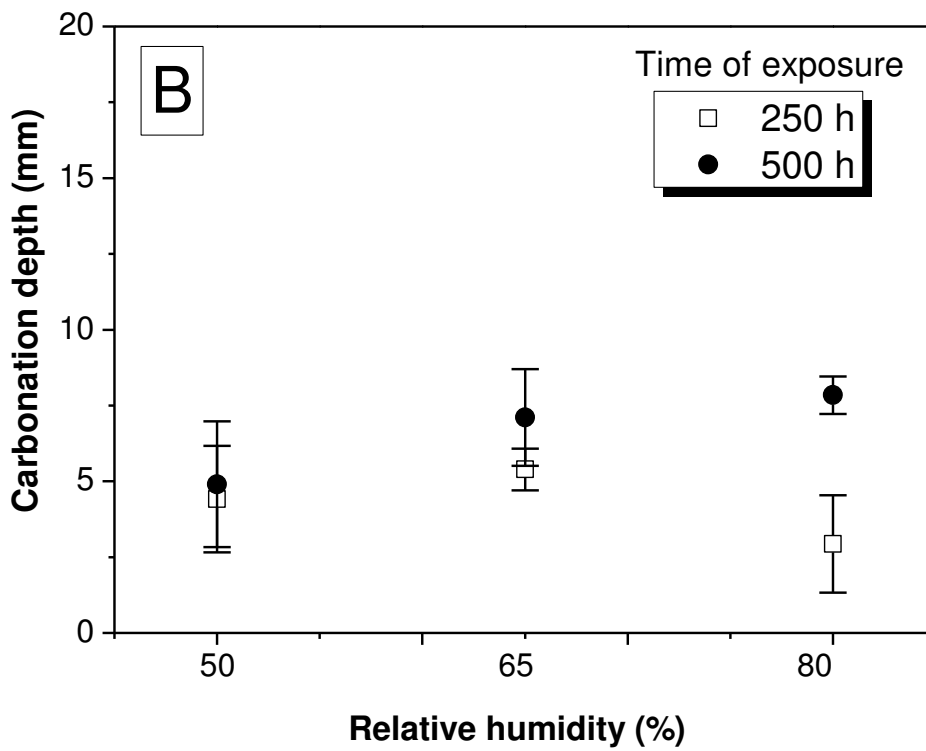 B
Time of exposure
250 h
500 h
Carbonation depth (mm)
20
15
10
5
0
50 65 80
Relative humidity (%)